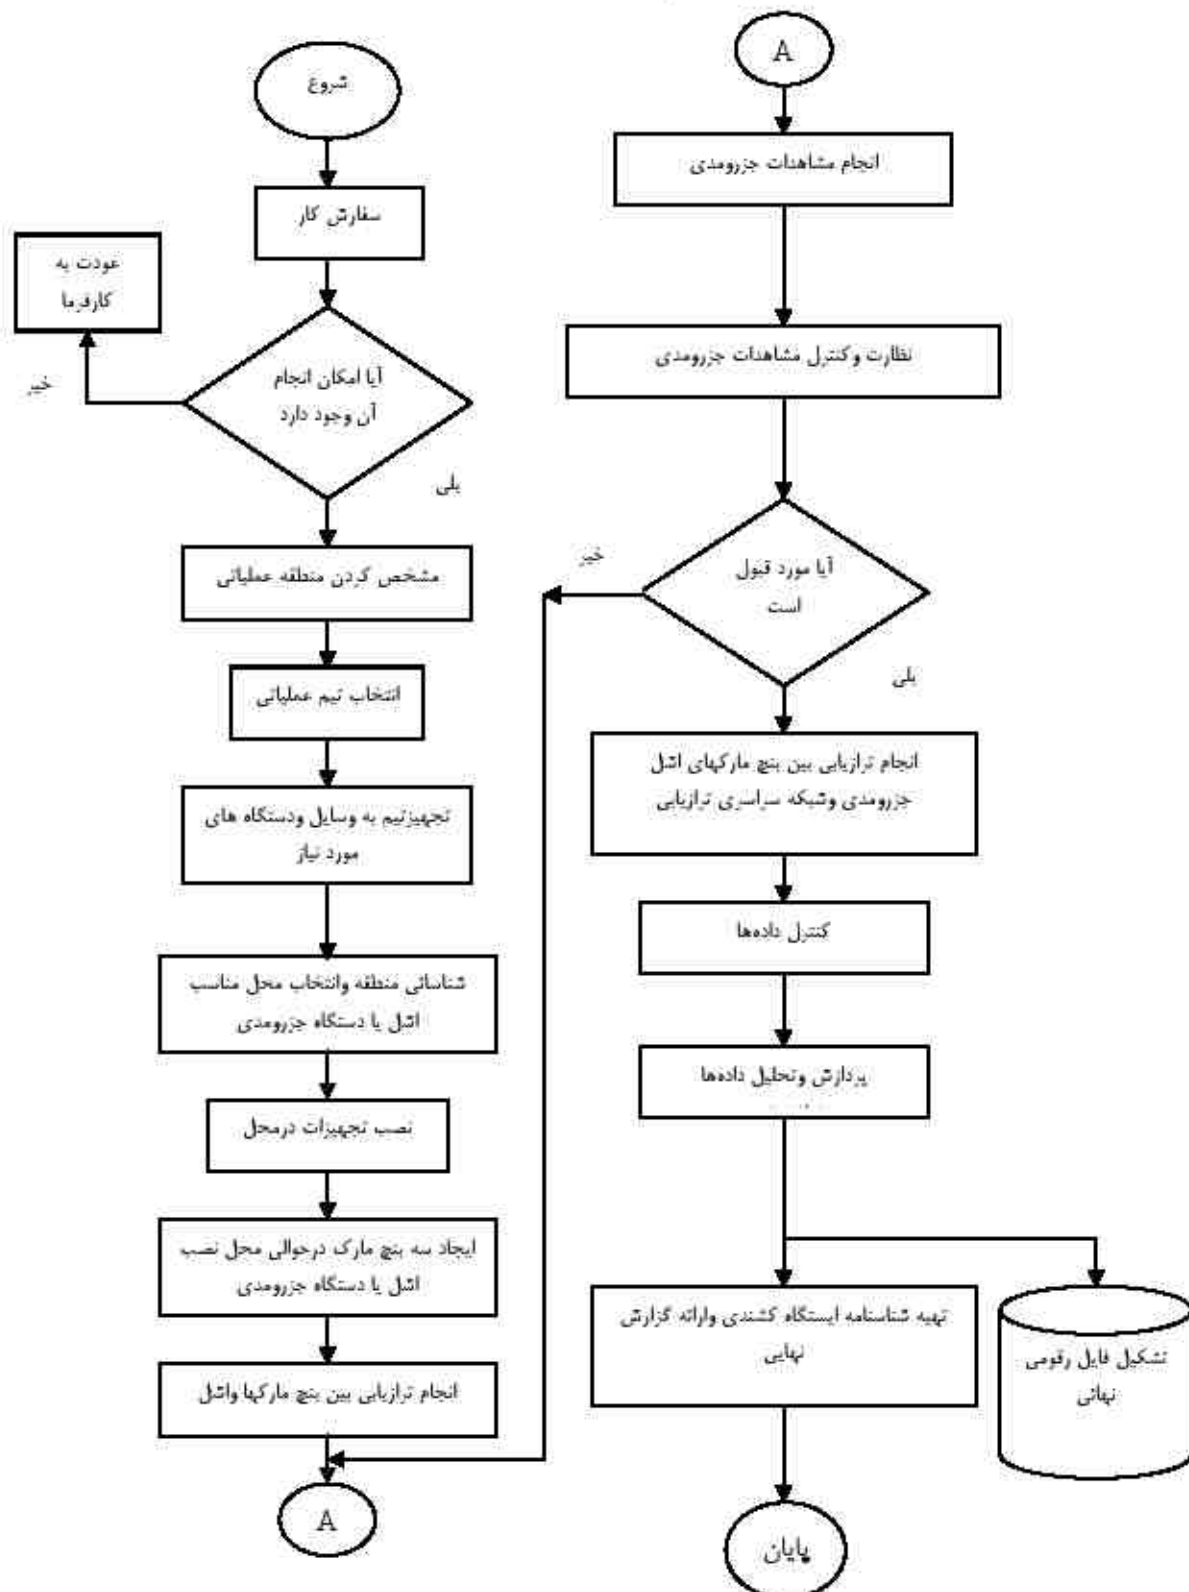 شروع
سفارش کار
عودت به
کارفرما
خیر
آیا امکان انجام
آن وجود دارد
بلی
مشخص کردن منطقه عملیاتی
انتخاب تیم عملیاتی
تجهیزتیم به وسایل ودستگاه های
مورد نیاز
شناسائی منطقه وانتخاب محل مناسب
اشل یا دستگاه جزرومدی
نصب تجهیزات درمحل
ایجاد سه بنچ مارک درحوالی محل نصب
اشل یا دستگاه جزرومدی
انجام ترازیابی بین بنچ مارکها واشل
A
A
انجام مشاهدات جزرومدی
نظارت وکنترل مشاهدات جزرومدی
آیا مورد قبول
است
خیر
بلی
انجام ترازیابی بین بنچ مارکهای اشل
جزرومدی وشبکه سراسری ترازیابی
کنترل داده‌ها
پردازش وتحلیل داده‌ها
تهیه شناسنامه ایستگاه کشندی وارائه گزارش
نهایی
تشکیل فایل رقومی
نهائی
پایان